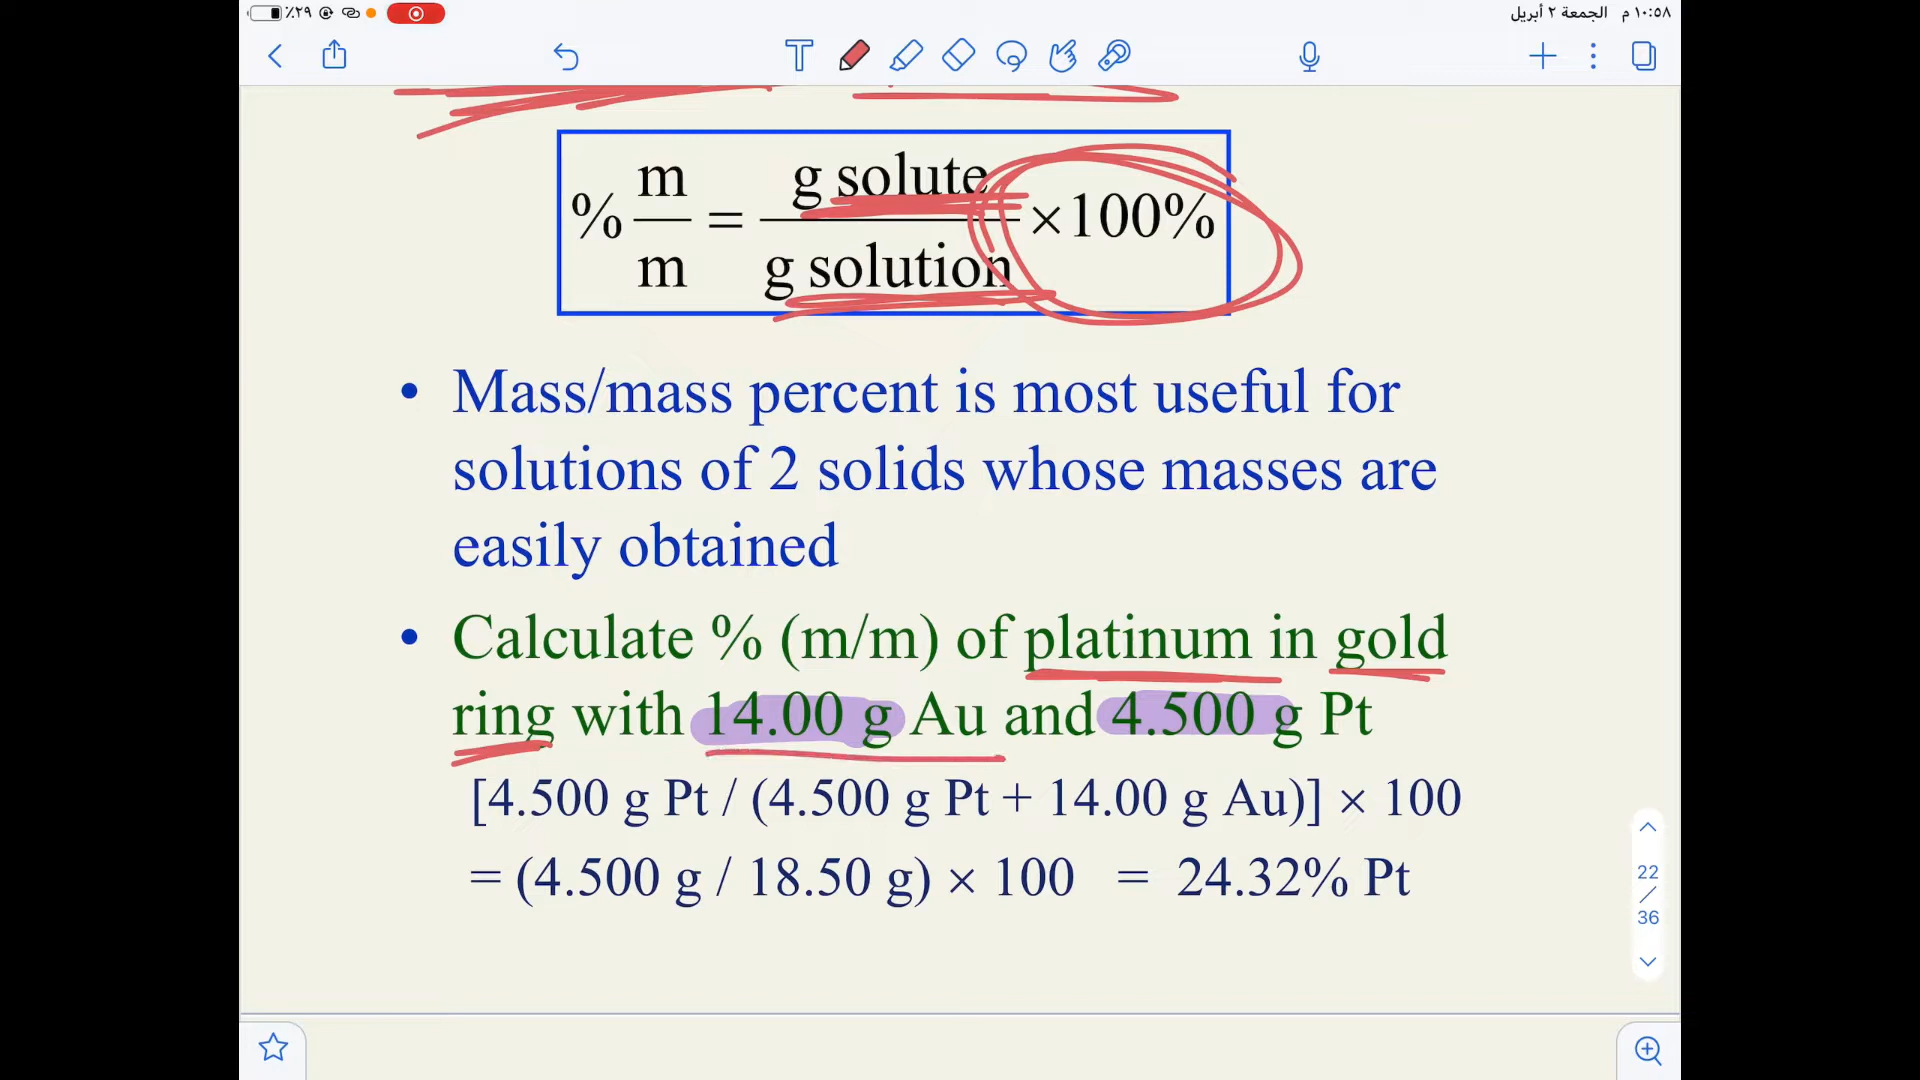 ٪٢٩
١٠:٥٨ م الجمعة ٢ أبريل
% m/m = g solute / g solution ×100%
• Mass/mass percent is most useful for
solutions of 2 solids whose masses are
easily obtained
• Calculate % (m/m) of platinum in gold
ring with 14.00 g Au and 4.500 g Pt
[4.500 g Pt / (4.500 g Pt + 14.00 g Au)] × 100
= (4.500 g / 18.50 g) × 100 = 24.32% Pt
22
/
36